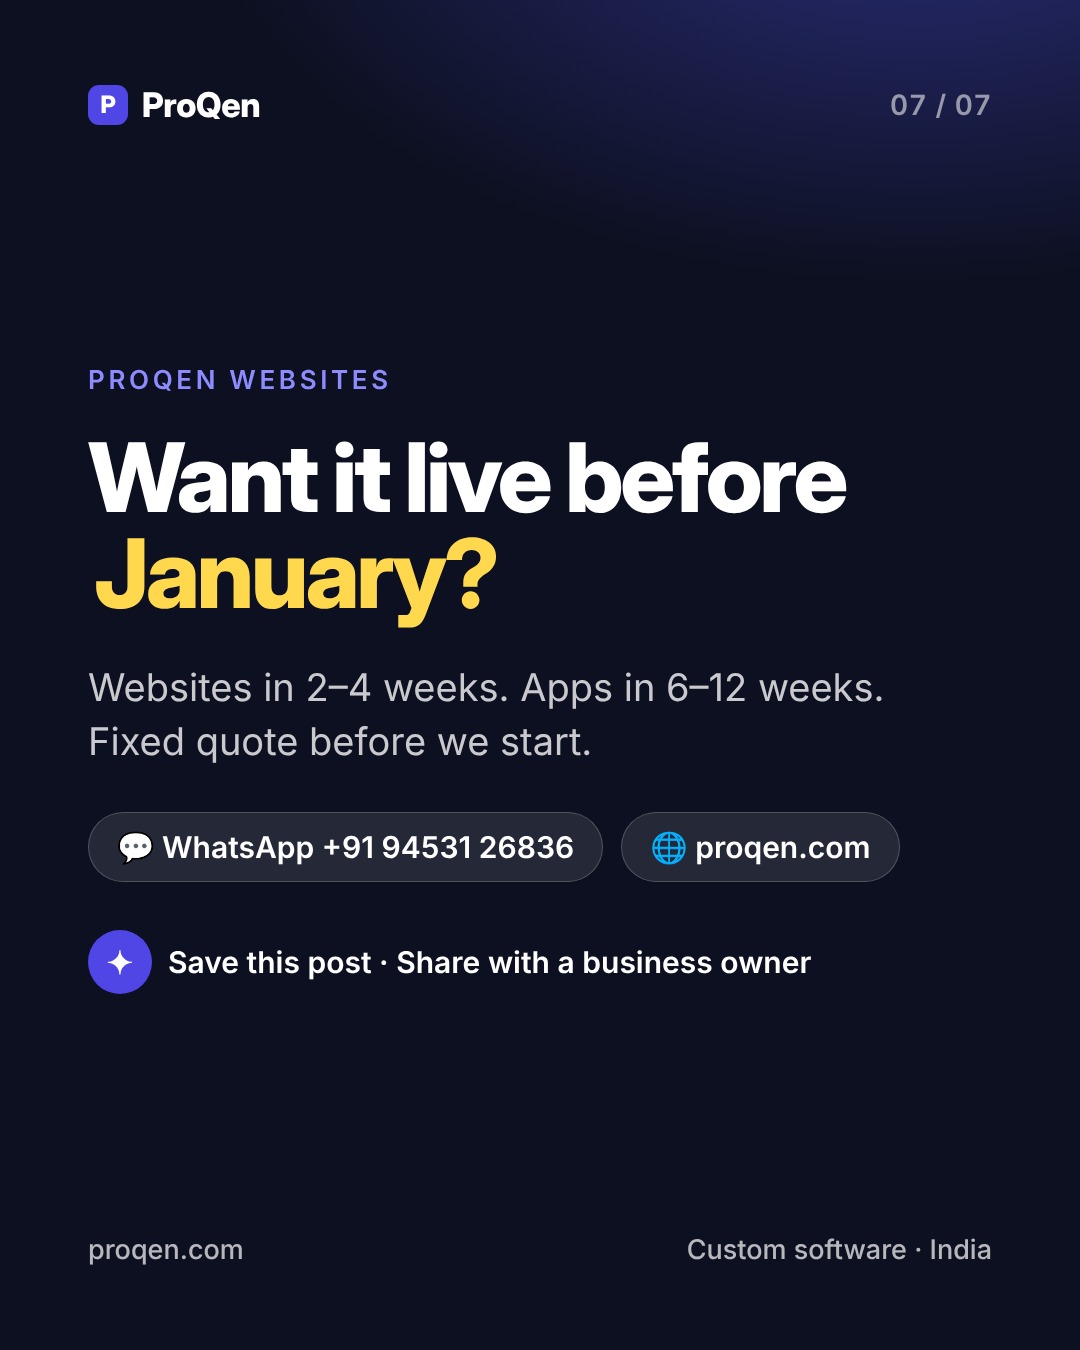 P ProQen
07 / 07
PROQEN WEBSITES
Want it live before
January?
Websites in 2–4 weeks. Apps in 6–12 weeks.
Fixed quote before we start.
💬 WhatsApp +91 94531 26836
🌐 proqen.com
✦ Save this post · Share with a business owner
proqen.com
Custom software · India